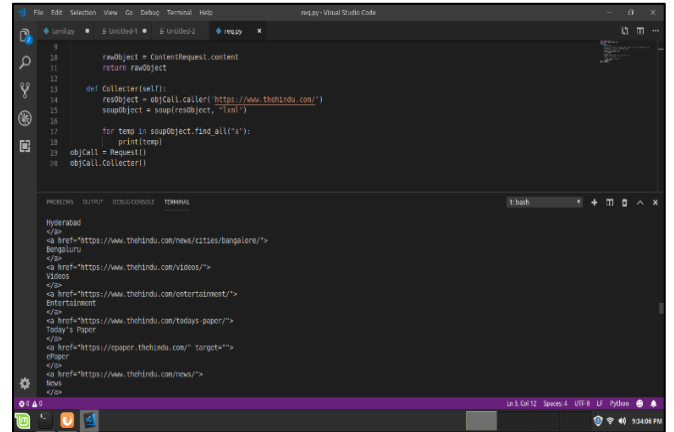 File Edit Selection View Go Debug Terminal Help
req.py - Visual Studio Code
tamil.py Untitled-1 Untitled-2 req.py
9
10 rawObject = ContentRequest.content
11 return rawObject
12
13 def Collecter(self):
14 resObject = objCall.caller('https://www.thehindu.com/')
15 soupObject = soup(resObject, "lxml")
16
17 for temp in soupObject.find_all("a"):
18 print(temp)
19 objCall = Request()
20 objCall.Collecter()
PROBLEMS OUTPUT DEBUG CONSOLE TERMINAL 1: bash
Hyderabad
</a>
<a href="https://www.thehindu.com/news/cities/bangalore/">
Bengaluru
</a>
<a href="https://www.thehindu.com/videos/">
Videos
</a>
<a href="https://www.thehindu.com/entertainment/">
Entertainment
</a>
<a href="https://www.thehindu.com/todays-paper/">
Today's Paper
</a>
<a href="https://epaper.thehindu.com/" target="">
ePaper
</a>
<a href="https://www.thehindu.com/news/">
News
</a>
0 0 Ln 3, Col 12 Spaces: 4 UTF-8 LF Python
9:34:06 PM